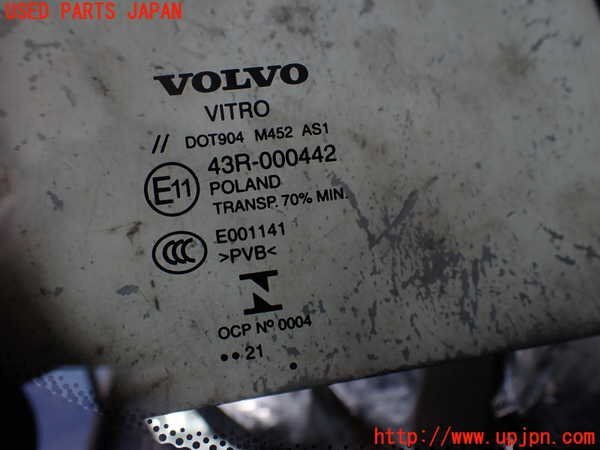 USED PARTS JAPAN
VOLVO
VITRO
// DOT904 M452 AS1
E11 43R-000442
POLAND
TRANSP. 70% MIN.
CCC E001141
>PVB<
OCP Nº 0004
•• 21
http://www.upjpn.com/